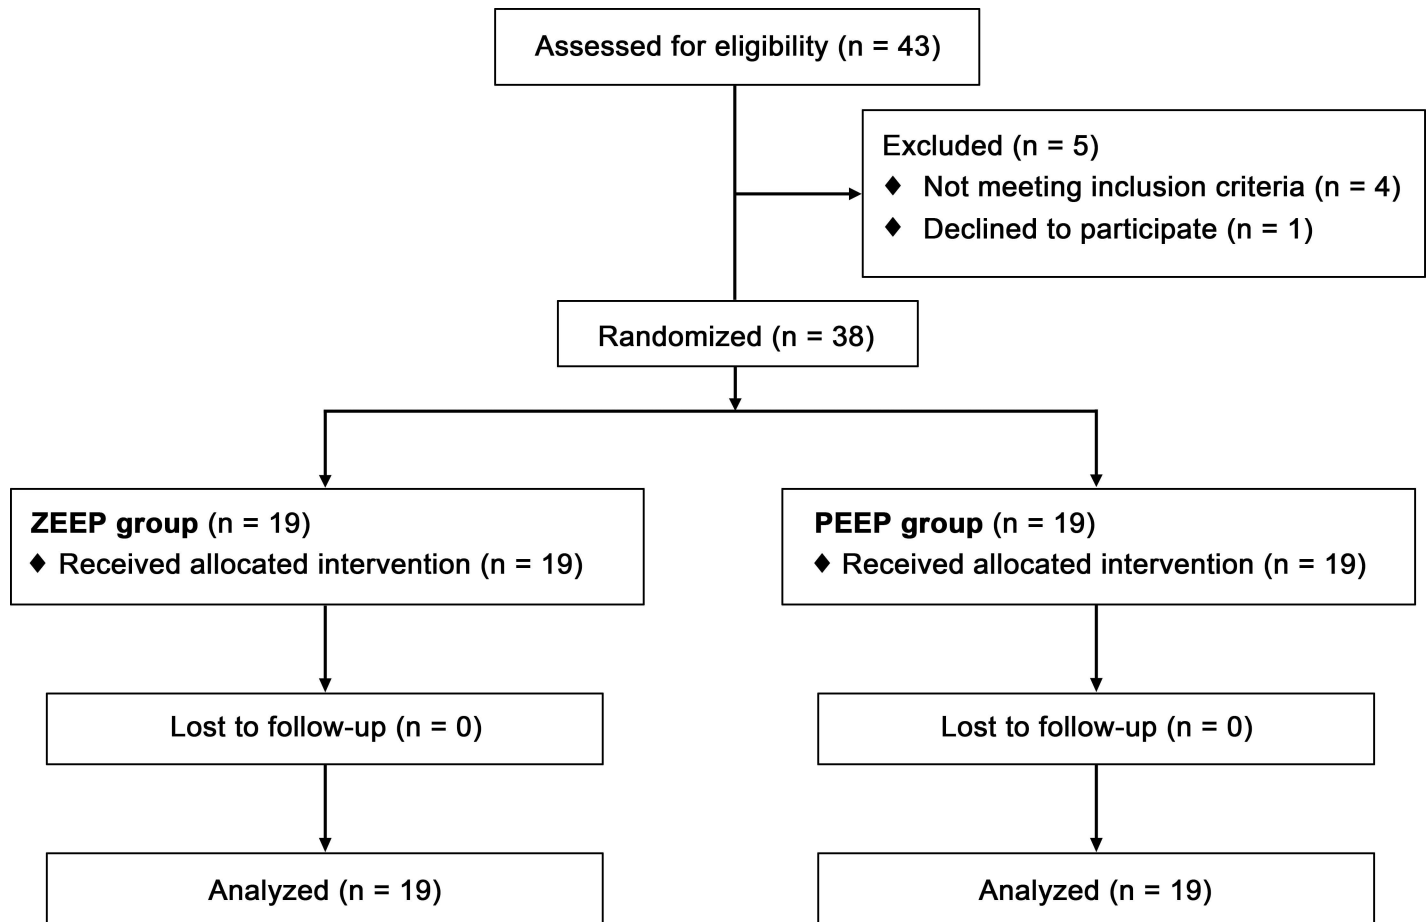 Assessed for eligibility (n = 43)
Excluded (n = 5)
♦ Not meeting inclusion criteria (n = 4)
♦ Declined to participate (n = 1)
Randomized (n = 38)
ZEEP group (n = 19)
♦ Received allocated intervention (n = 19)
PEEP group (n = 19)
♦ Received allocated intervention (n = 19)
Lost to follow-up (n = 0)
Lost to follow-up (n = 0)
Analyzed (n = 19)
Analyzed (n = 19)